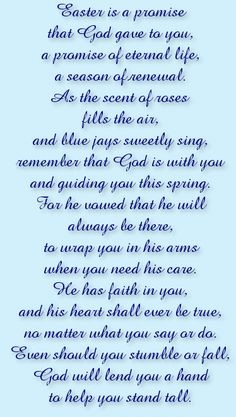 Easter is a promise
that God gave to you,
a promise of eternal life,
a season of renewal.
As the scent of roses
fills the air,
and blue jays sweetly sing,
remember that God is with you
and guiding you this spring.
For he vowed that he will
always be there,
to wrap you in his arms
when you need his care.
He has faith in you,
and his heart shall ever be true,
no matter what you say or do.
Even should you stumble or fall,
God will lend you a hand
to help you stand tall.